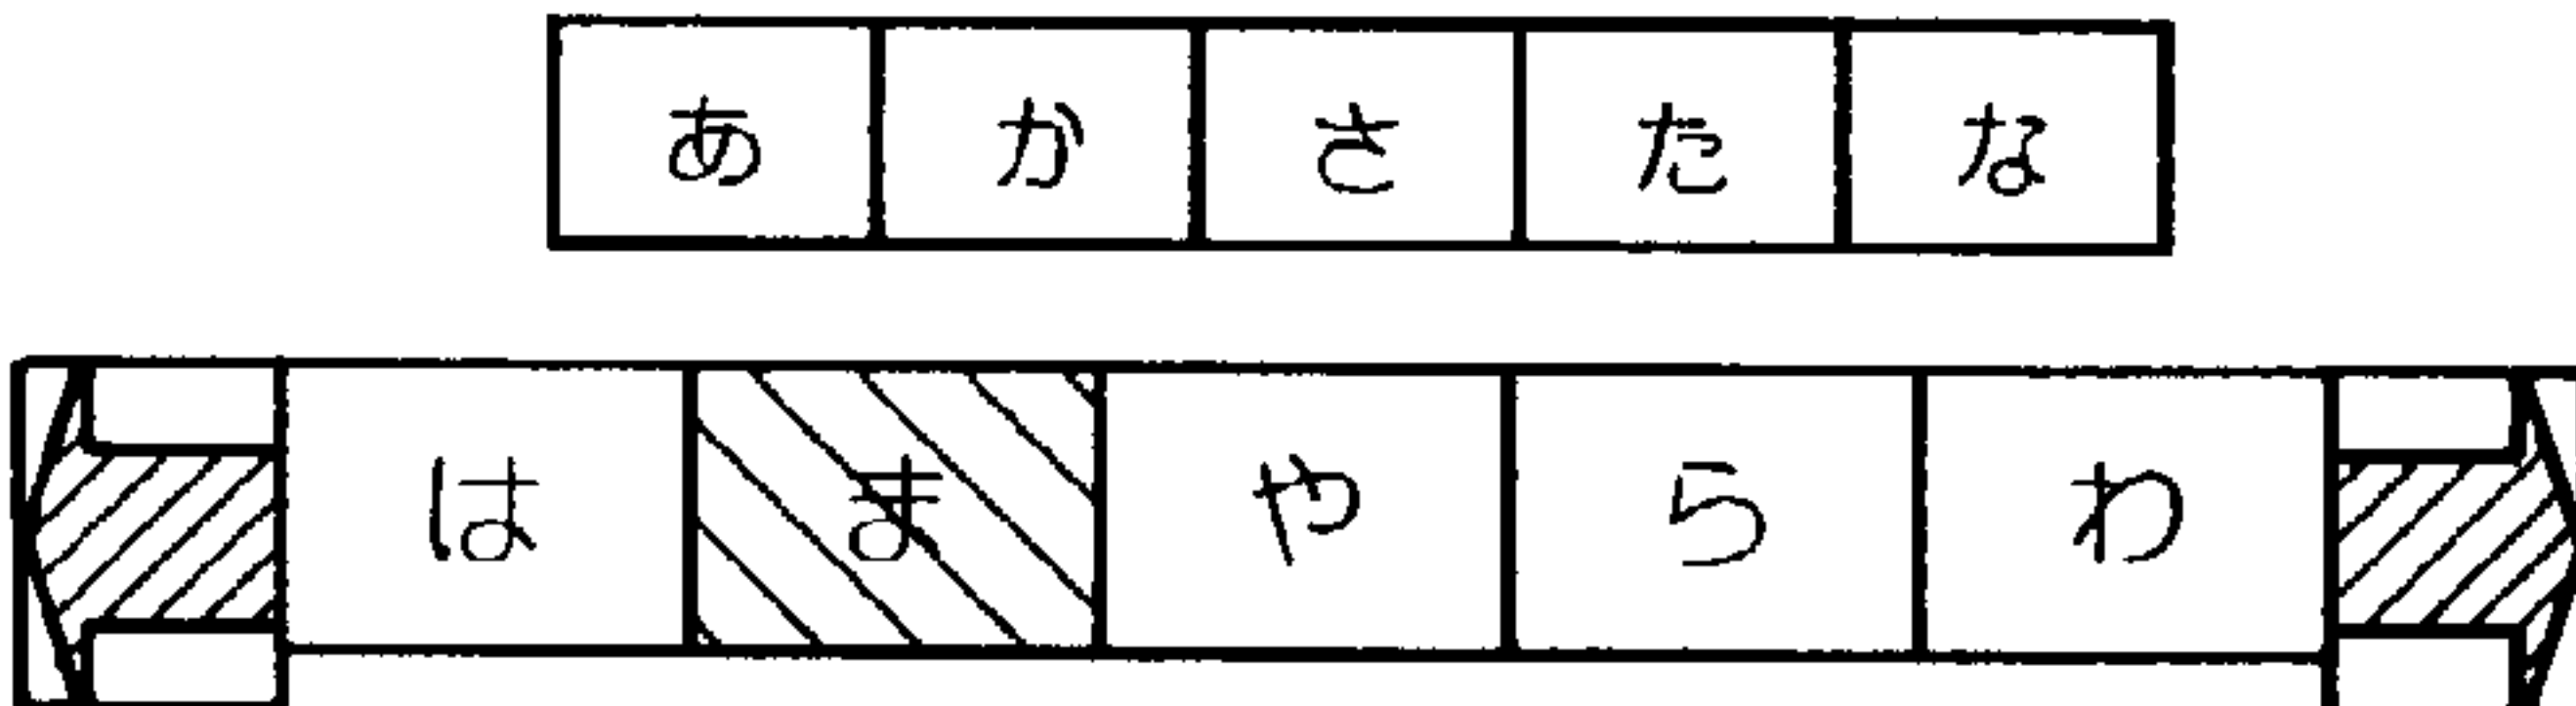 あ か さ た な
は ま や ら わ